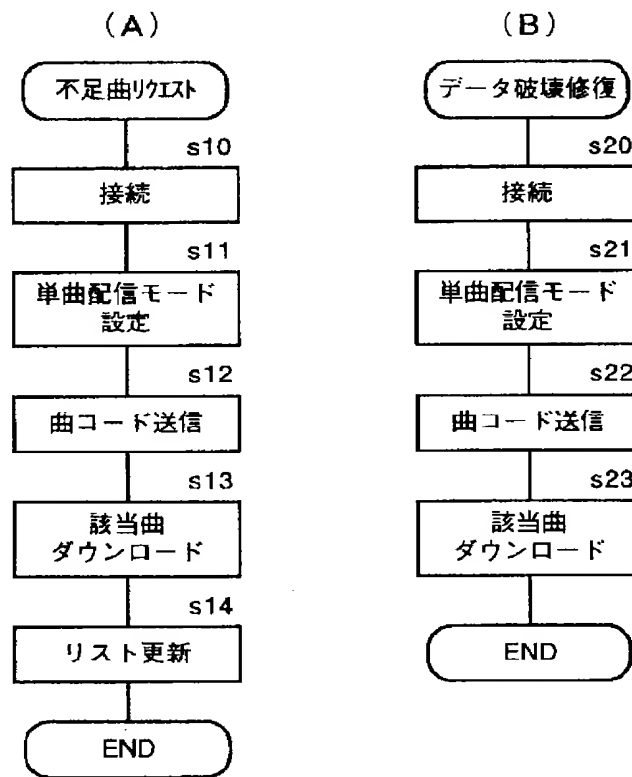 (A)
不足曲リクエスト
s10
接続
s11
単曲配信モード
設定
s12
曲コード送信
s13
該当曲
ダウンロード
s14
リスト更新
END
(B)
データ破壊修復
s20
接続
s21
単曲配信モード
設定
s22
曲コード送信
s23
該当曲
ダウンロード
END